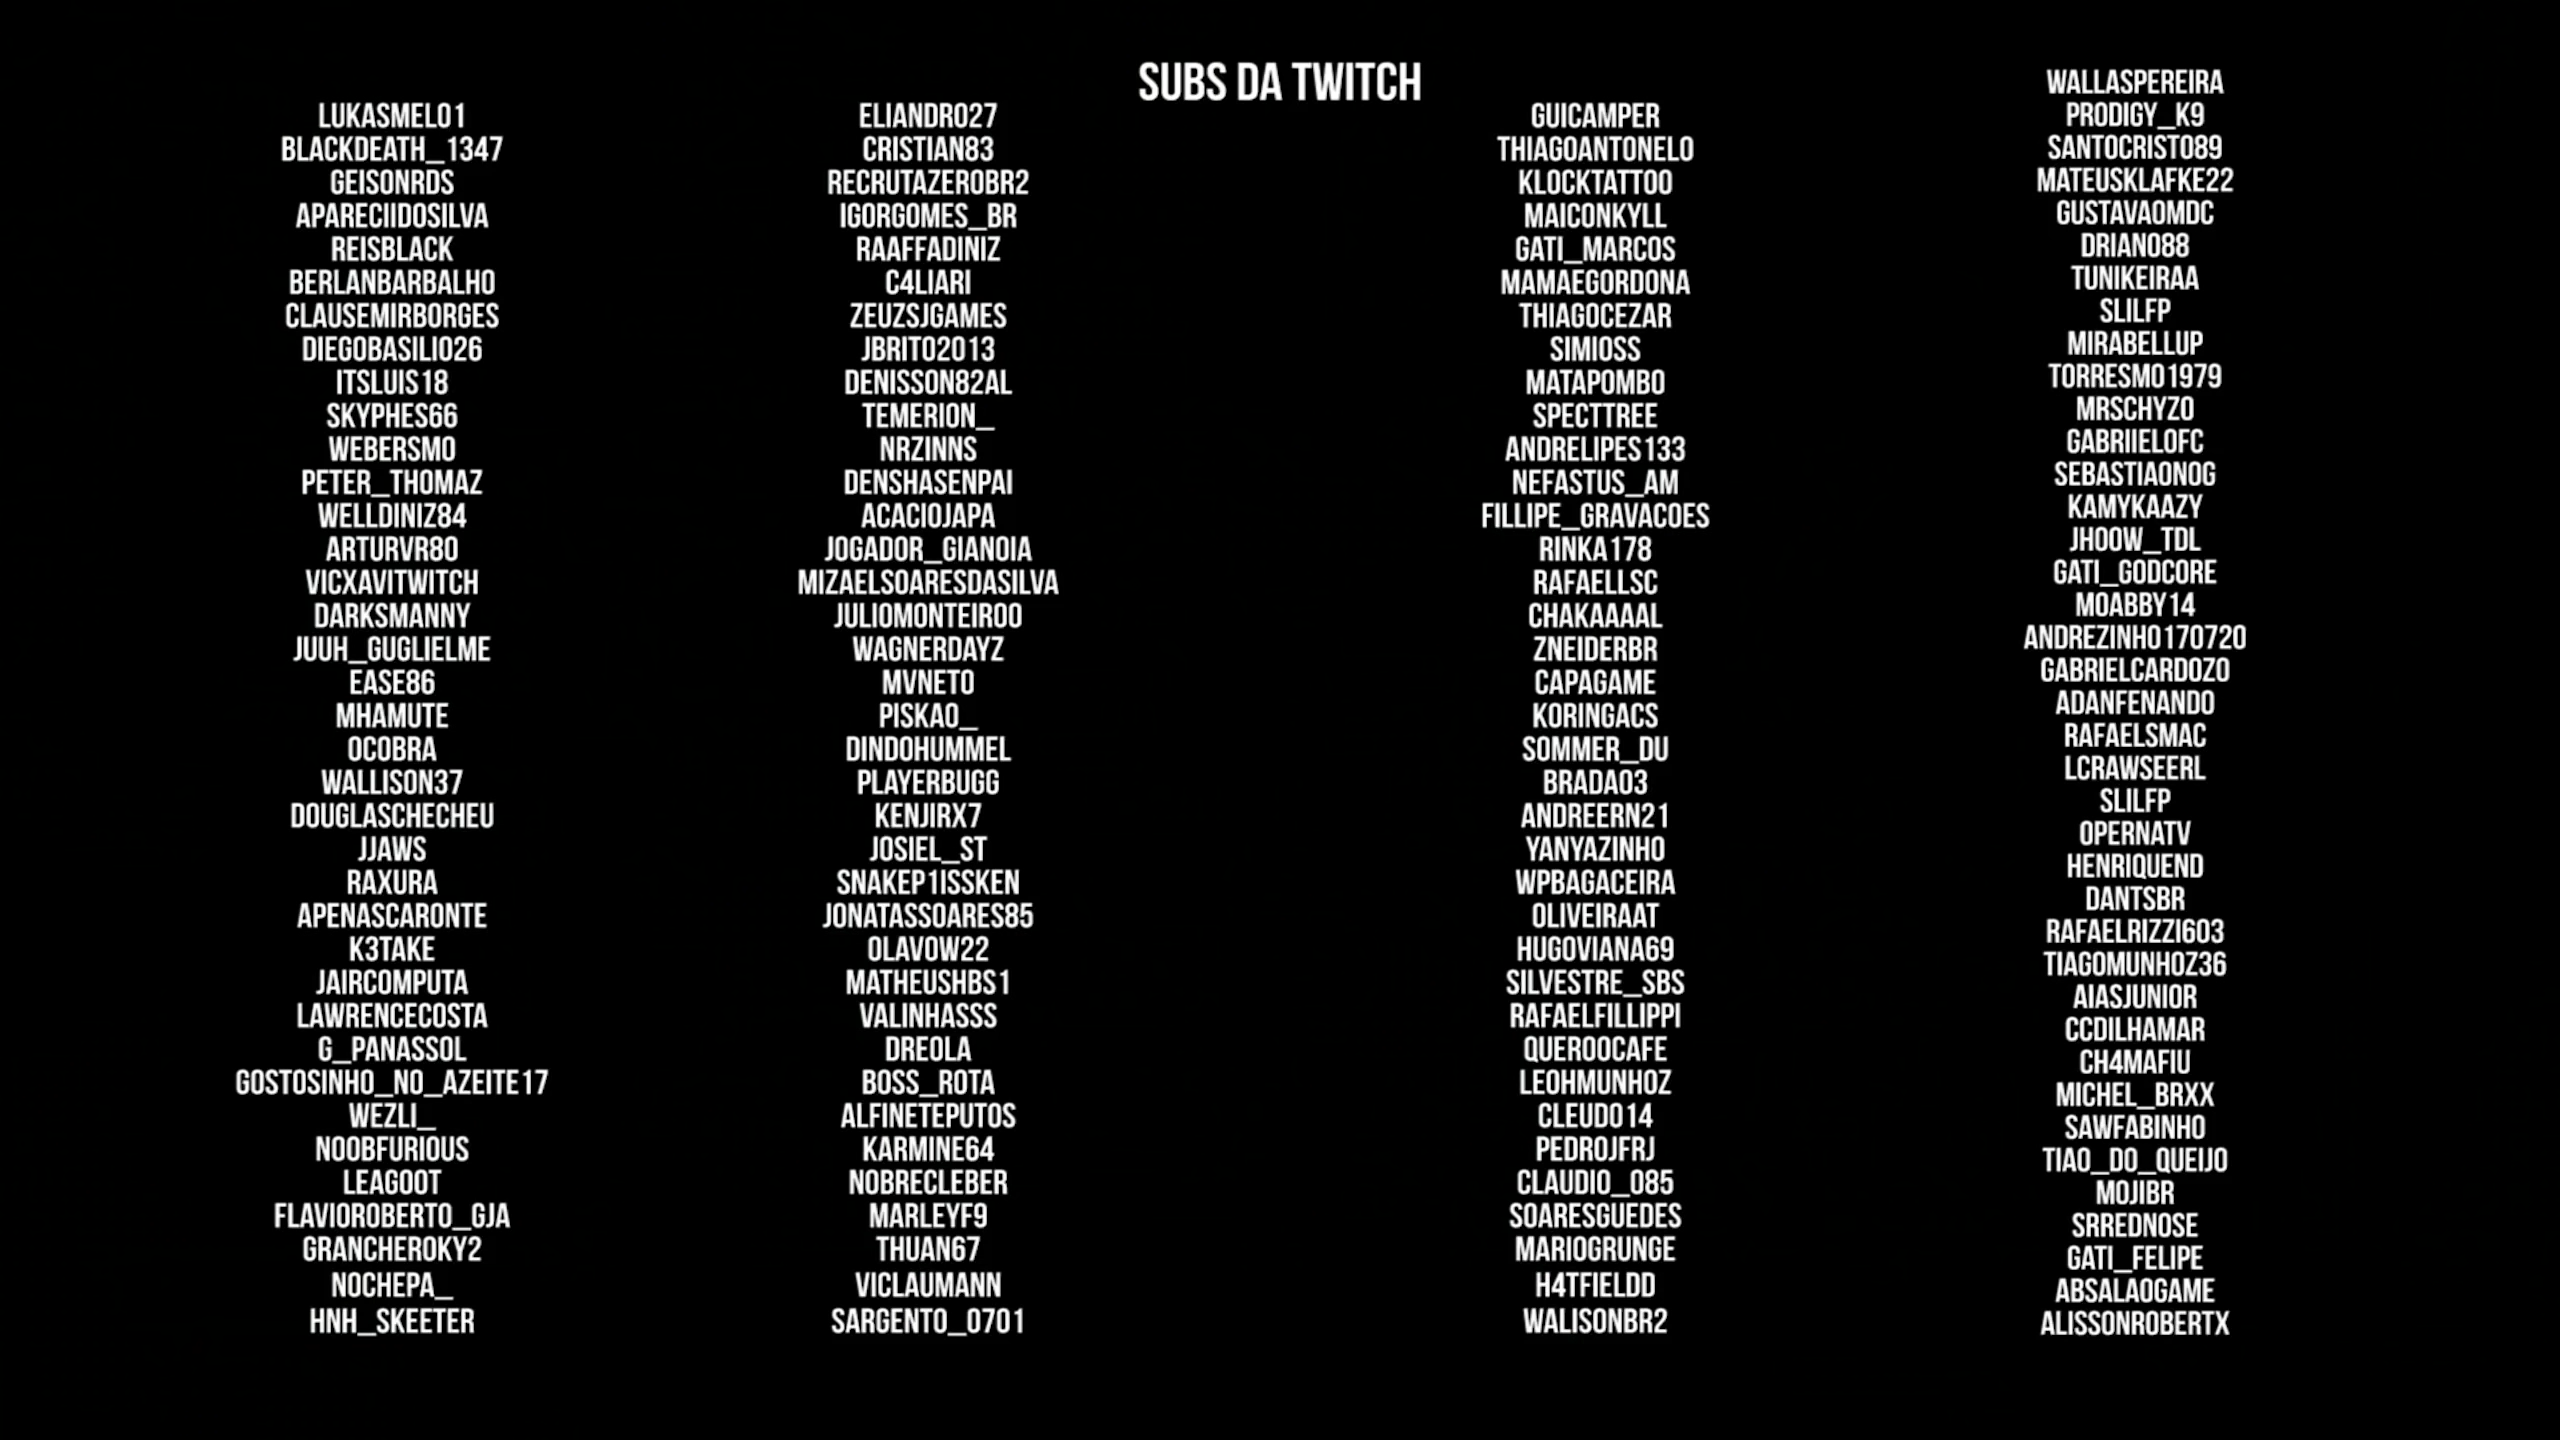 SUBS DA TWITCH
LUKASMELO1
BLACKDEATH_1347
GEISONRDS
APARECIIDOSILVA
REISBLACK
BERLANBARBALHO
CLAUSEMIRBORGES
DIEGOBASILIO26
ITSLUIS18
SKYPHES66
WEBERSMO
PETER_THOMAZ
WELLDINIZ84
ARTURVR80
VICXAVITWITCH
DARKSMANNY
JUUH_GUGLIELME
EASE86
MHAMUTE
OCOBRA
WALLISON37
DOUGLASCHECHEU
JJAWS
RAXURA
APENASCARONTE
K3TAKE
JAIRCOMPUTA
LAWRENCECOSTA
G_PANASSOL
GOSTOSINHO_NO_AZEITE17
WEZLI_
NOOBFURIOUS
LEAGOOT
FLAVIOROBERTO_GJA
GRANCHEROKY2
NOCHEPA_
HNH_SKEETER
ELIANDRO27
CRISTIAN83
RECRUTAZEROBR2
IGORGOMES_BR
RAAFFADINIZ
C4LIARI
ZEUZSJGAMES
JBRITO2013
DENISSON82AL
TEMERION_
NRZINNS
DENSHASENPAI
ACACIOJAPA
JOGADOR_GIANOIA
MIZAELSOARESDASILVA
JULIOMONTEIROO
WAGNERDAYZ
MVNETO
PISKAO_
DINDOHUMMEL
PLAYERBUGG
KENJIRX7
JOSIEL_ST
SNAKEP1ISSKEN
JONATASSOARES85
OLAVOW22
MATHEUSHBS1
VALINHASSS
DREOLA
BOSS_ROTA
ALFINETEPUTOS
KARMINE64
NOBRECLEBER
MARLEYF9
THUAN67
VICLAUMANN
SARGENTO_0701
GUICAMPER
THIAGOANTONELO
KLOCKTATTOO
MAICONKYLL
GATI_MARCOS
MAMAEGORDONA
THIAGOCEZAR
SIMIOSS
MATAPOMBO
SPECTTREE
ANDRELIPES133
NEFASTUS_AM
FILLIPE_GRAVACOES
RINKA178
RAFAELLSC
CHAKAAAAL
ZNEIDERBR
CAPAGAME
KORINGACS
SOMMER_DU
BRADA03
ANDREERN21
YANYAZINHO
WPBAGACEIRA
OLIVEIRAAT
HUGOVIANA69
SILVESTRE_SBS
RAFAELFILLIPPI
QUEROOCAFE
LEOHMUNHOZ
CLEUDO14
PEDROJFRJ
CLAUDIO_085
SOARESGUEDES
MARIOGRUNGE
H4TFIELDD
WALISONBR2
WALLASPEREIRA
PRODIGY_K9
SANTOCRISTO89
MATEUSKLAFKE22
GUSTAVAOMDC
DRIANO88
TUNIKEIRAA
SLILFP
MIRABELLUP
TORRESMO1979
MRSCHYZO
GABRIIELOFC
SEBASTIAONOG
KAMYKAAZY
JHOOW_TDL
GATI_GODCORE
MOABBY14
ANDREZINHO170720
GABRIELCARDOZO
ADANFENANDO
RAFAELSMAC
LCRAWSEERL
SLILFP
OPERNATV
HENRIQUEND
DANTSBR
RAFAELRIZZI603
TIAGOMUNHOZ36
AIASJUNIOR
CCDILHAMAR
CH4MAFIU
MICHEL_BRXX
SAWFABINHO
TIAO_DO_QUEIJO
MOJIBR
SRREDNOSE
GATI_FELIPE
ABSALAOGAME
ALISSONROBERTX